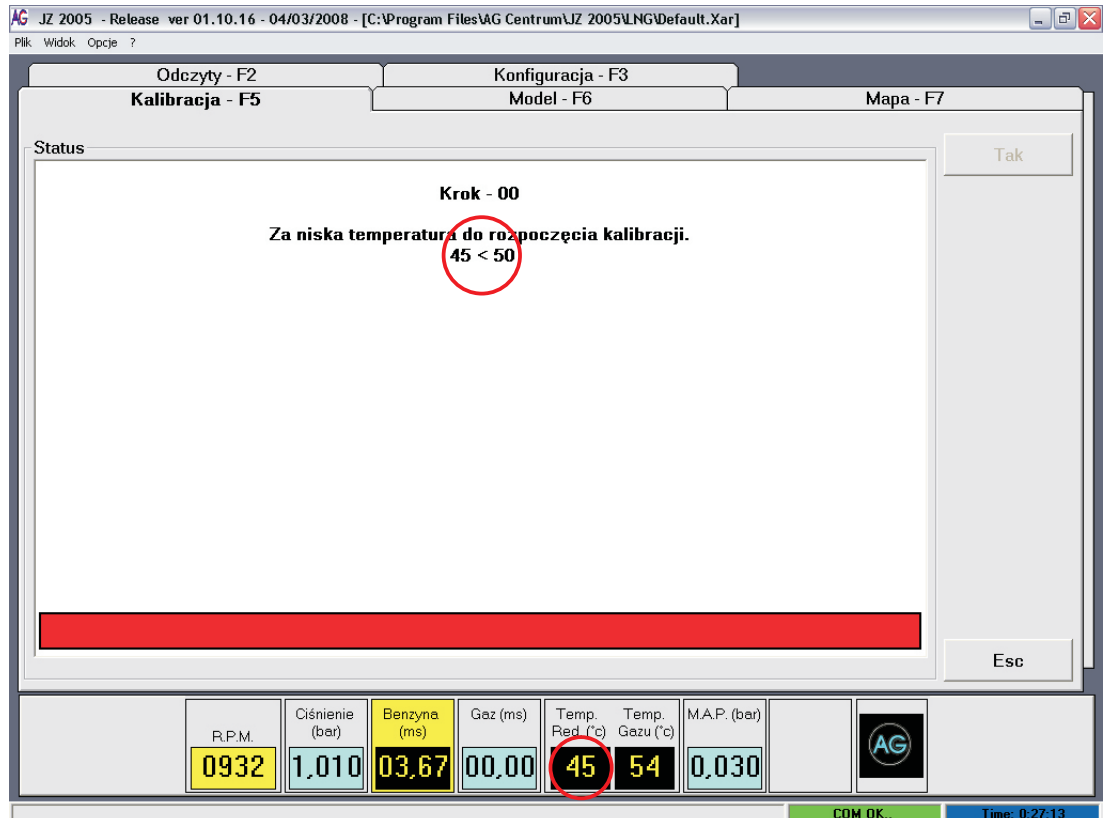 JZ 2005 - Release ver 01.10.16 - 04/03/2008 - [C:\Program Files\AG Centrum\JZ 2005\LNG\Default.Xar]
Plik Widok Opcje ?
Odczyty - F2
Konfiguracja - F3
Kalibracja - F5
Model - F6
Mapa - F7
Status
Tak
Krok - 00
Za niska temperatura do rozpoczęcia kalibracji.
45 < 50
Esc
R.P.M.
0932
Ciśnienie
(bar)
1,010
Benzyna
(ms)
03,67
Gaz (ms)
00,00
Temp.
Red. (°c)
45
Temp.
Gazu (°c)
54
M.A.P. (bar)
0,030
AG
COM OK..
Time: 0:27:13